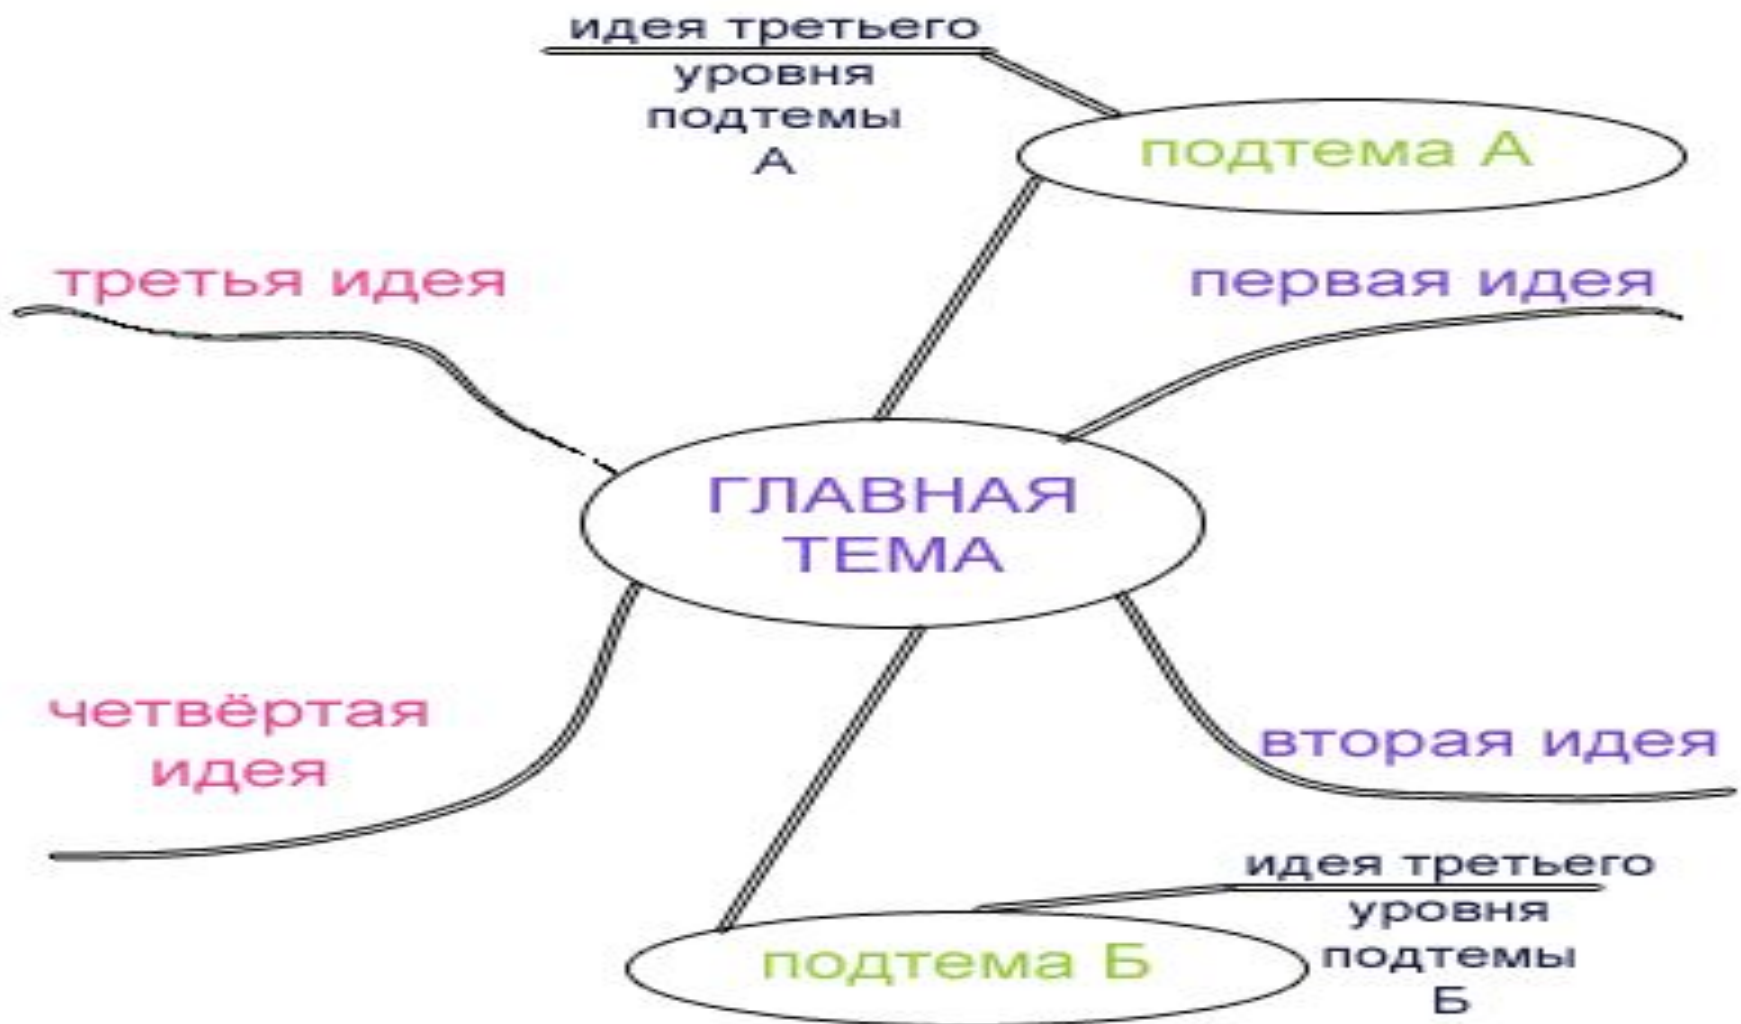 идея третьего
уровня
подтемы
А
подтема А
третья идея
первая идея
ГЛАВНАЯ
ТЕМА
четвёртая
идея
вторая идея
идея третьего
уровня
подтемы
Б
подтема Б